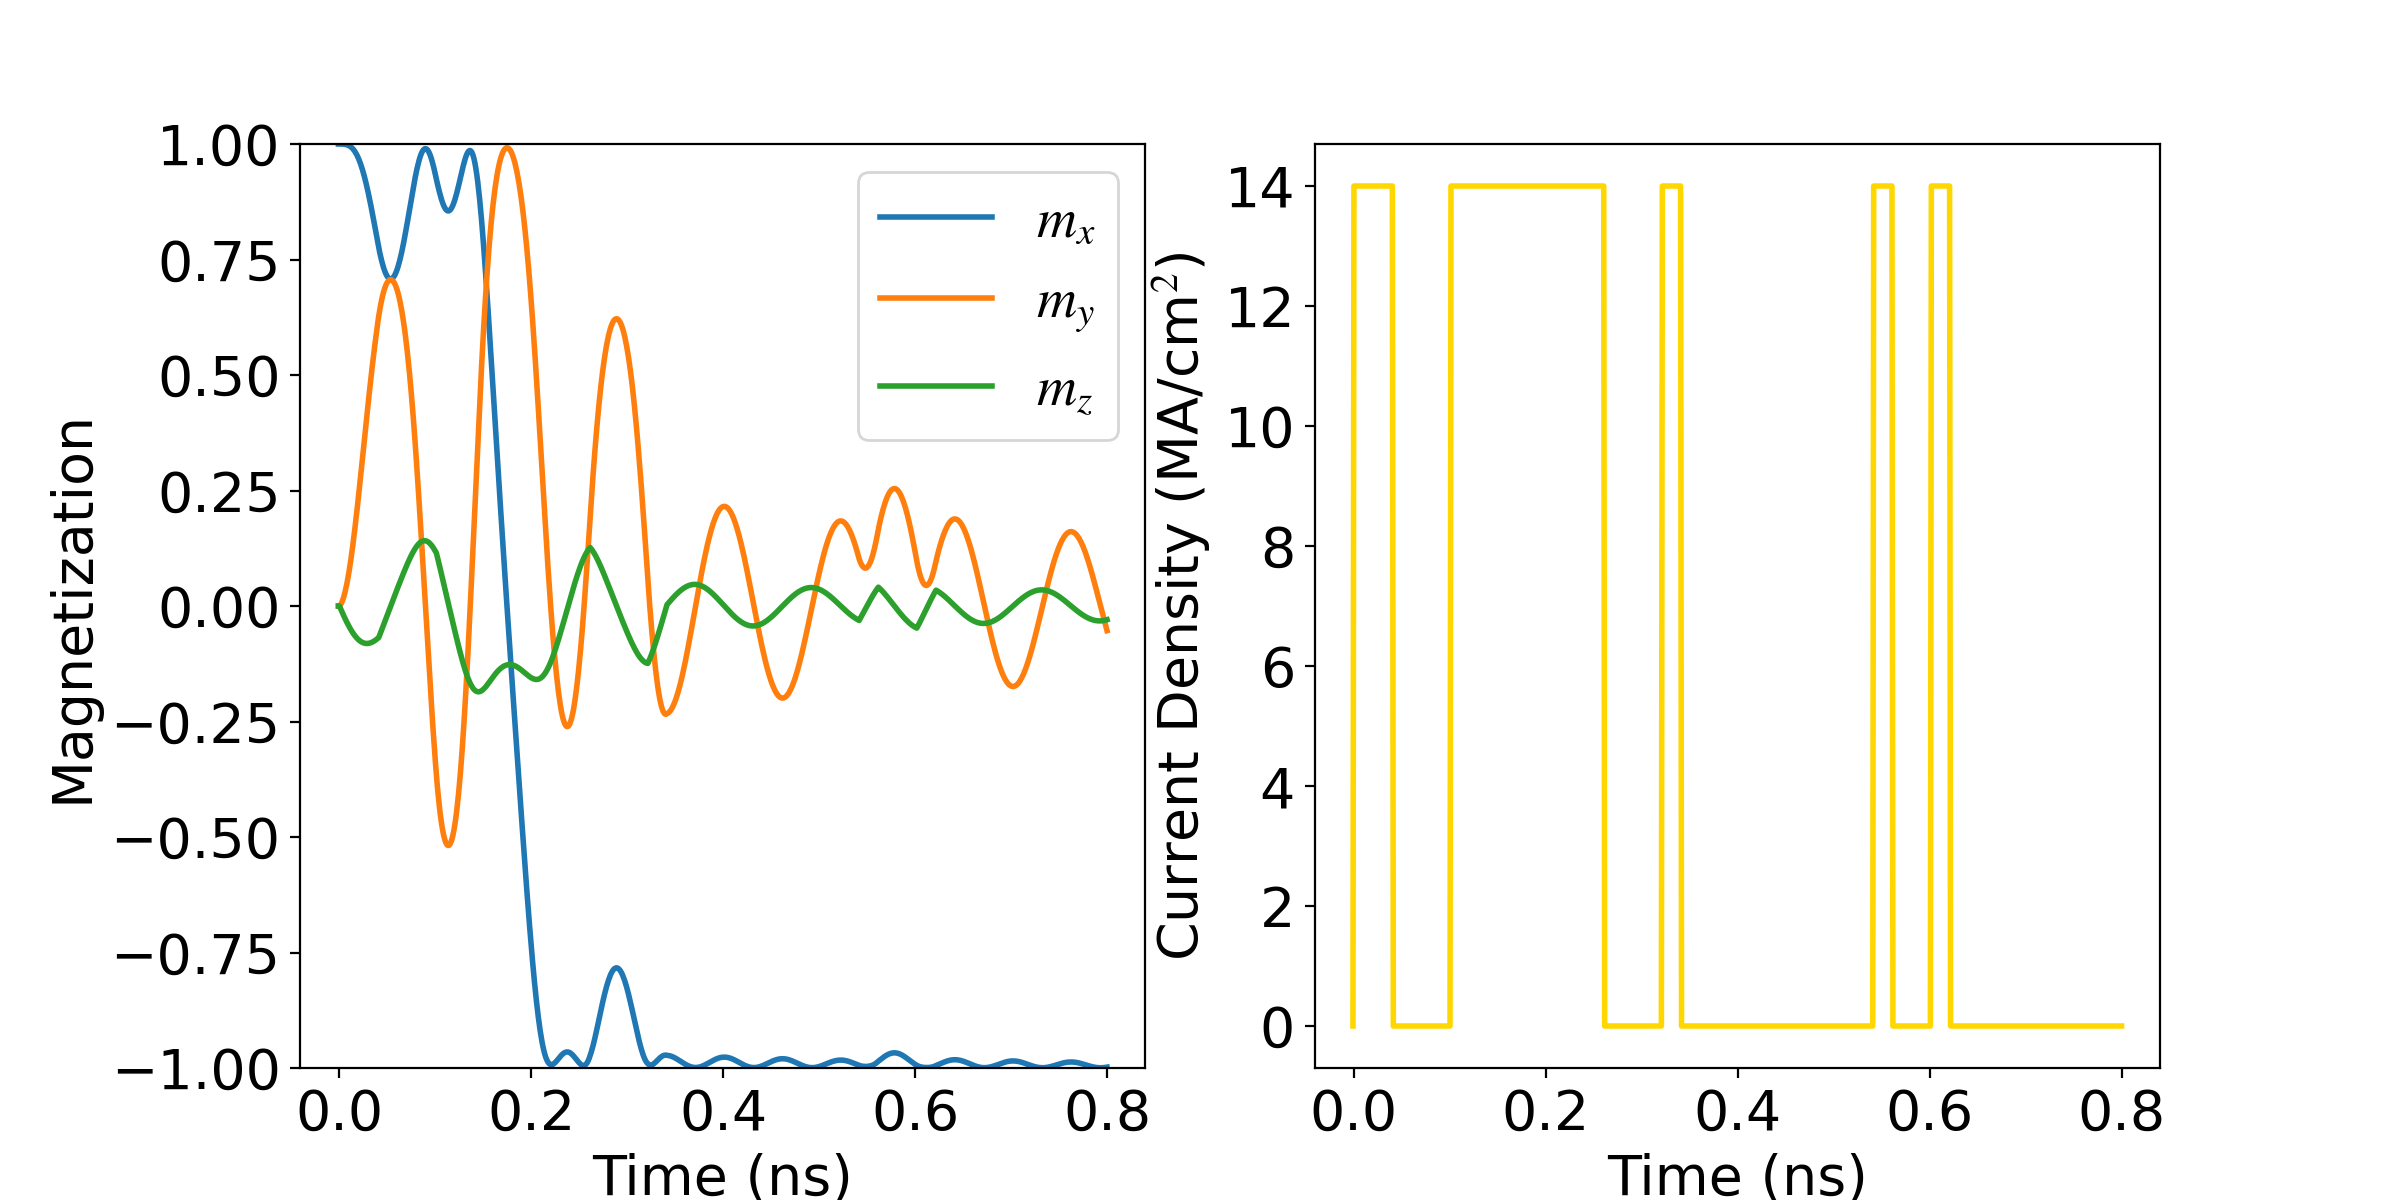 Magnetization
1.00
0.75
0.50
0.25
0.00
−0.25
−0.50
−0.75
−1.00
0.0 0.2 0.4 0.6 0.8
Time (ns)
m_x
m_y
m_z
Current Density (MA/cm²)
14
12
10
8
6
4
2
0
0.0 0.2 0.4 0.6 0.8
Time (ns)